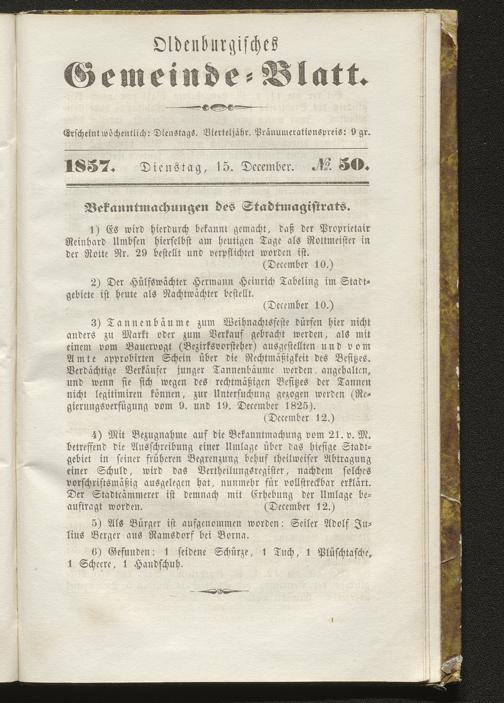 Oldenburgisches
Gemeinde-Blatt.
Erscheint wöchentlich: Dienstags. Vierteljähr. Pränumerationspreis: 9 gr.
1857. Dienstag, 15. December. № 50.
Bekanntmachungen des Stadtmagistrats.
1) Es wird hierdurch bekannt gemacht, daß der Proprietair
Reinhard Umbsen hierselbst am heutigen Tage als Rottmeister in
der Rotte Nr. 29 bestellt und verpflichtet worden ist.
(December 10.)
2) Der Hülfswächter Hermann Heinrich Tabeling im Stadt-
gebiete ist heute als Nachtwächter bestellt.
(December 10.)
3) Tannenbäume zum Weihnachtsfeste dürfen hier nicht
anders zu Markt oder zum Verkauf gebracht werden, als mit
einem vom Bauervogt (Bezirksvorsteher) ausgestellten und vom
Amte approbirten Schein über die Rechtmäßigkeit des Besitzes.
Verdächtige Verkäufer junger Tannenbäume werden angehalten,
und wenn sie sich wegen des rechtmäßigen Besitzes der Tannen
nicht legitimiren können, zur Untersuchung gezogen werden (Re-
gierungsverfügung vom 9. und 19. December 1825).
(December 12.)
4) Mit Bezugnahme auf die Bekanntmachung vom 21. v. M.
betreffend die Ausschreibung einer Umlage über das hiesige Stadt-
gebiet in seiner früheren Begrenzung behuf theilweiser Abtragung
einer Schuld, wird das Vertheilungsregister, nachdem solches
vorschriftsmäßig ausgelegen hat, nunmehr für vollstreckbar erklärt.
Der Stadtkämmerer ist demnach mit Erhebung der Umlage be-
auftragt worden. (December 12.)
5) Als Bürger ist aufgenommen worden: Seiler Adolf Ju-
lius Berger aus Ramsdorf bei Borna.
6) Gefunden: 1 seidene Schürze, 1 Tuch, 1 Plüschtasche,
1 Scheere, 1 Handschuh.